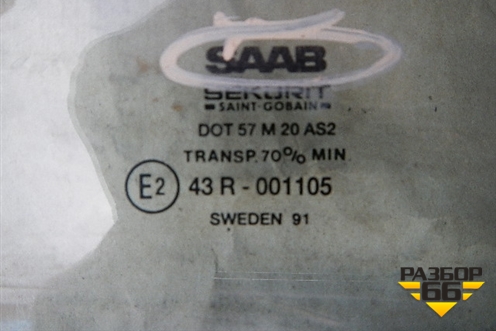 SAAB
SEKURIT
SAINT-GOBAIN
DOT 57 M 20 AS2
TRANSP. 70% MIN
E2 43 R - 001105
SWEDEN 91
РАЗБОР
66